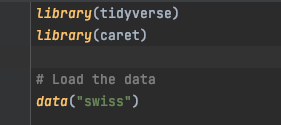 library(tidyverse)
library(caret)
# Load the data
data("swiss")